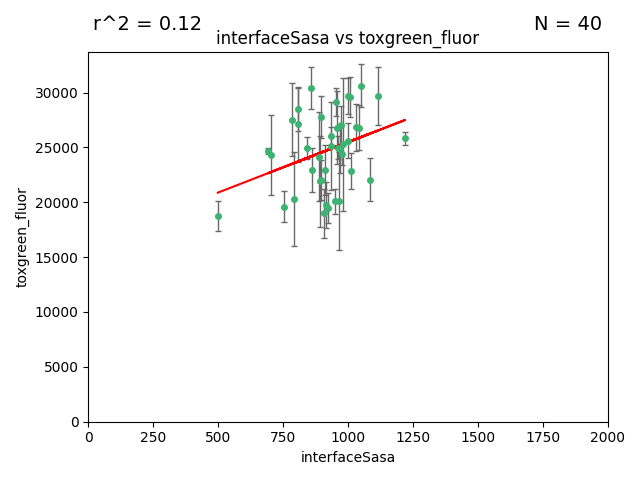 r^2 = 0.12
N = 40
interfaceSasa vs toxgreen_fluor
30000
25000
20000
15000
10000
5000
0
toxgreen_fluor
0 250 500 750 1000 1250 1500 1750 2000
interfaceSasa